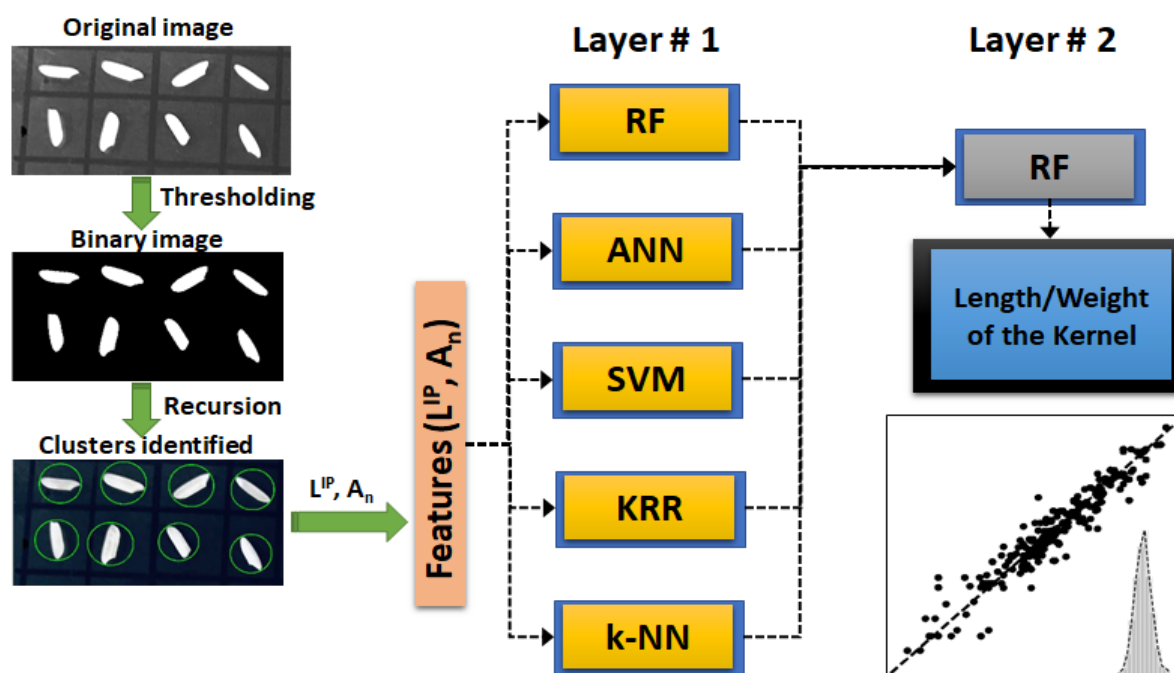 Original image
Thresholding
Binary image
Recursion
Clusters identified
L^IP, A_n
Features (L^IP, A_n)
Layer # 1
RF
ANN
SVM
KRR
k-NN
Layer # 2
RF
Length/Weight
of the Kernel